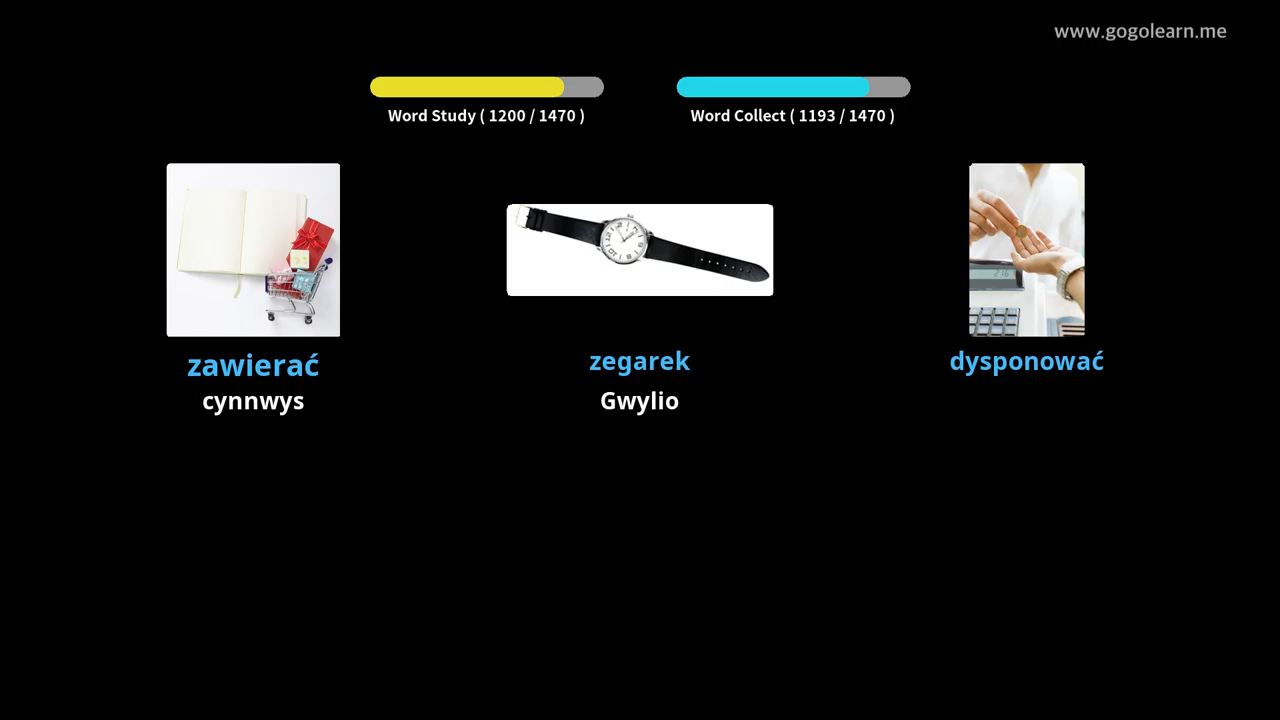 www.gogolearn.me
Word Study ( 1200 / 1470 )
Word Collect ( 1193 / 1470 )
zawierać
cynnwys
zegarek
Gwylio
dysponować